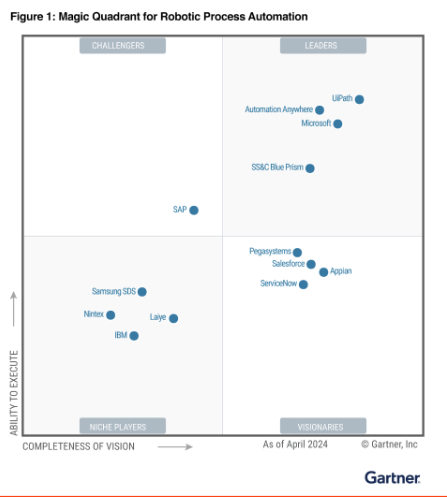 Figure 1: Magic Quadrant for Robotic Process Automation
CHALLENGERS
LEADERS
UiPath
Automation Anywhere
Microsoft
SS&C Blue Prism
SAP
Pegasystems
Salesforce
Appian
ServiceNow
Samsung SDS
Nintex
Laiye
IBM
NICHE PLAYERS
VISIONARIES
ABILITY TO EXECUTE
COMPLETENESS OF VISION
As of April 2024
© Gartner, Inc
Gartner